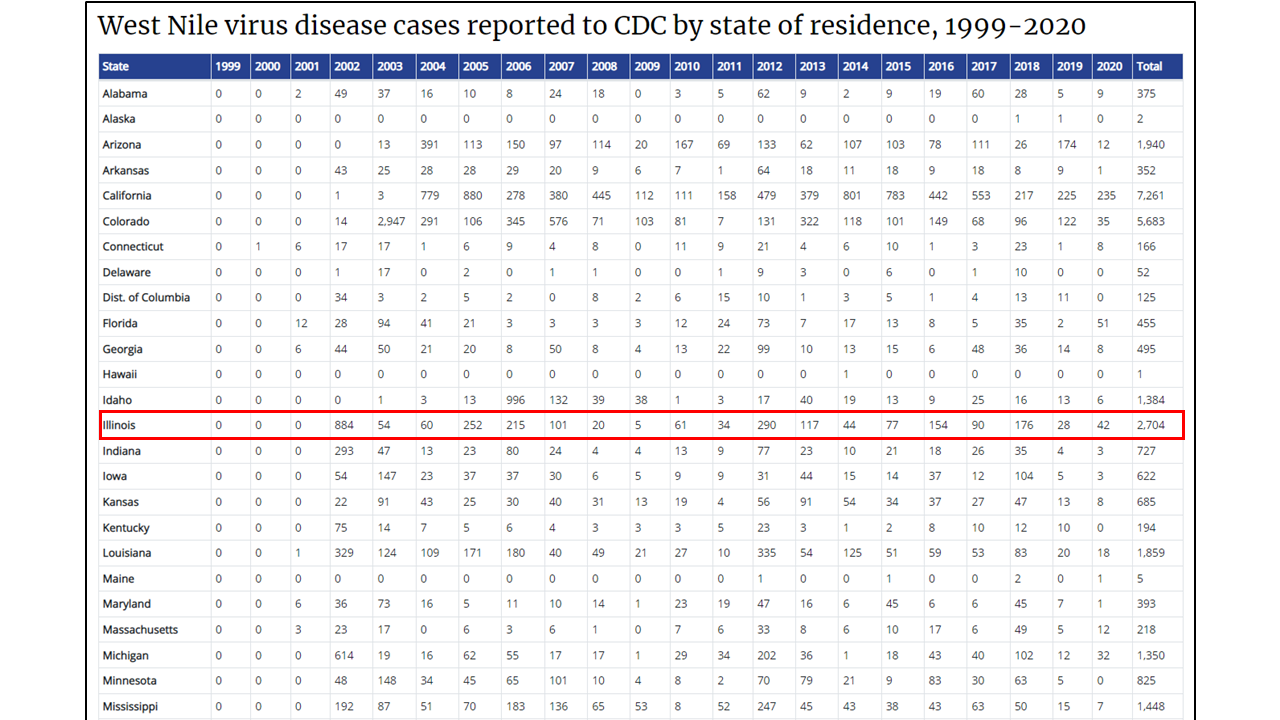 West Nile virus disease cases reported to CDC by state of residence, 1999-2020
State 1999 2000 2001 2002 2003 2004 2005 2006 2007 2008 2009 2010 2011 2012 2013 2014 2015 2016 2017 2018 2019 2020 Total
Alabama 0 0 2 49 37 16 10 8 24 18 0 3 5 62 9 2 9 19 60 28 5 9 375
Alaska 0 0 0 0 0 0 0 0 0 0 0 0 0 0 0 0 0 0 0 1 1 0 2
Arizona 0 0 0 0 13 391 113 150 97 114 20 167 69 133 62 107 103 78 111 26 174 12 1,940
Arkansas 0 0 0 43 25 28 28 29 20 9 6 7 1 64 18 11 18 9 18 8 9 1 352
California 0 0 0 1 3 779 880 278 380 445 112 111 158 479 379 801 783 442 553 217 225 235 7,261
Colorado 0 0 0 14 2,947 291 106 345 576 71 103 81 7 131 322 118 101 149 68 96 122 35 5,683
Connecticut 0 1 6 17 17 1 6 9 4 8 0 11 9 21 4 6 10 1 3 23 1 8 166
Delaware 0 0 0 1 17 0 2 0 1 1 0 0 1 9 3 0 6 0 1 10 0 0 52
Dist. of Columbia 0 0 0 34 3 2 5 2 0 8 2 6 15 10 1 3 5 1 4 13 11 0 125
Florida 0 0 12 28 94 41 21 3 3 3 3 12 24 73 7 17 13 8 5 35 2 51 455
Georgia 0 0 6 44 50 21 20 8 50 8 4 13 22 99 10 13 15 6 48 36 14 8 495
Hawaii 0 0 0 0 0 0 0 0 0 0 0 0 0 0 0 1 0 0 0 0 0 0 1
Idaho 0 0 0 0 1 3 13 996 132 39 38 1 3 17 40 19 13 9 25 16 13 6 1,384
Illinois 0 0 0 884 54 60 252 215 101 20 5 61 34 290 117 44 77 154 90 176 28 42 2,704
Indiana 0 0 0 293 47 13 23 80 24 4 4 13 9 77 23 10 21 18 26 35 4 3 727
Iowa 0 0 0 54 147 23 37 37 30 6 5 9 9 31 44 15 14 37 12 104 5 3 622
Kansas 0 0 0 22 91 43 25 30 40 31 13 19 4 56 91 54 34 37 27 47 13 8 685
Kentucky 0 0 0 75 14 7 5 6 4 3 3 3 5 23 3 1 2 8 10 12 10 0 194
Louisiana 0 0 1 329 124 109 171 180 40 49 21 27 10 335 54 125 51 59 53 83 20 18 1,859
Maine 0 0 0 0 0 0 0 0 0 0 0 0 0 1 0 0 1 0 0 2 0 1 5
Maryland 0 0 6 36 73 16 5 11 10 14 1 23 19 47 16 6 45 6 6 45 7 1 393
Massachusetts 0 0 3 23 17 0 6 3 6 1 0 7 6 33 8 6 10 17 6 49 5 12 218
Michigan 0 0 0 614 19 16 62 55 17 17 1 29 34 202 36 1 18 43 40 102 12 32 1,350
Minnesota 0 0 0 48 148 34 45 65 101 10 4 8 2 70 79 21 9 83 30 63 5 0 825
Mississippi 0 0 0 192 87 51 70 183 136 65 53 8 52 247 45 43 38 43 63 50 15 7 1,448